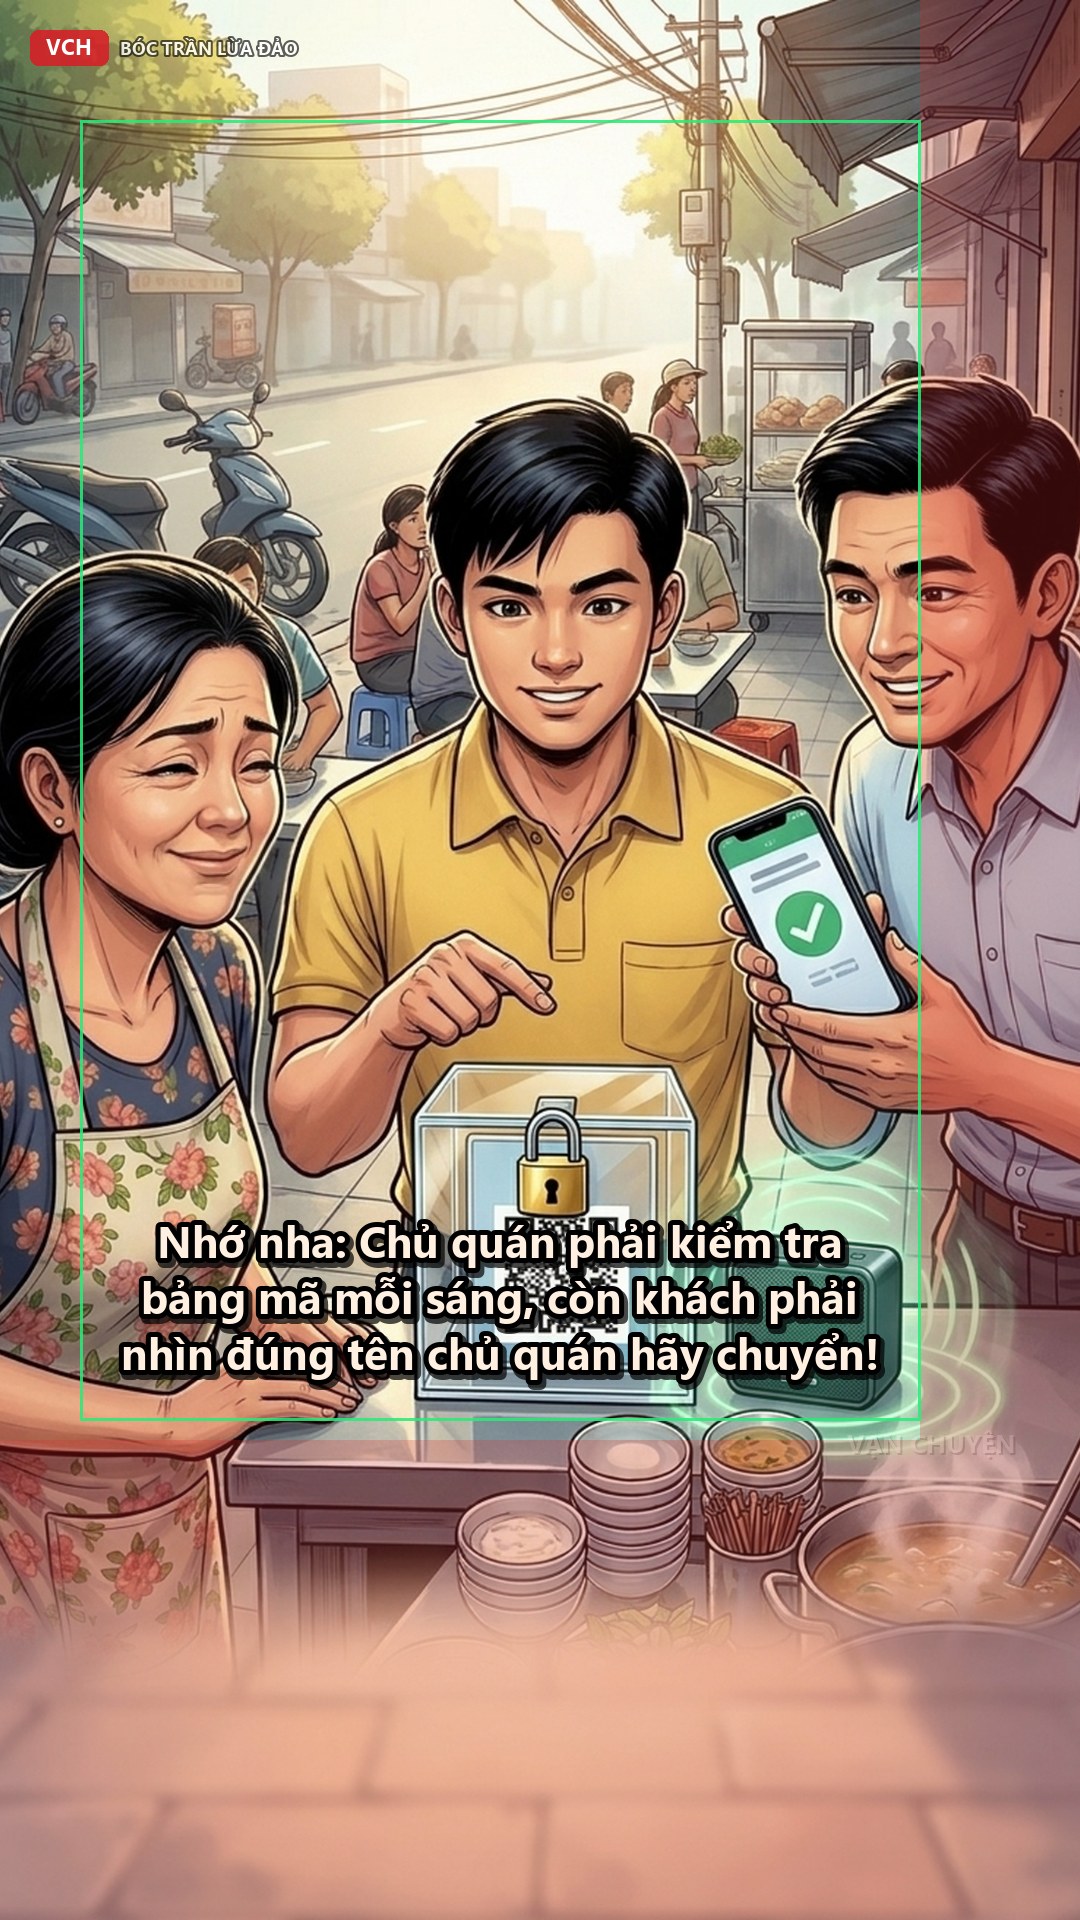 VCH BÓC TRẦN LỪA ĐẢO
Nhớ nha: Chủ quán phải kiểm tra
bảng mã mỗi sáng, còn khách phải
nhìn đúng tên chủ quán hãy chuyển!
VẠN CHUYỆN